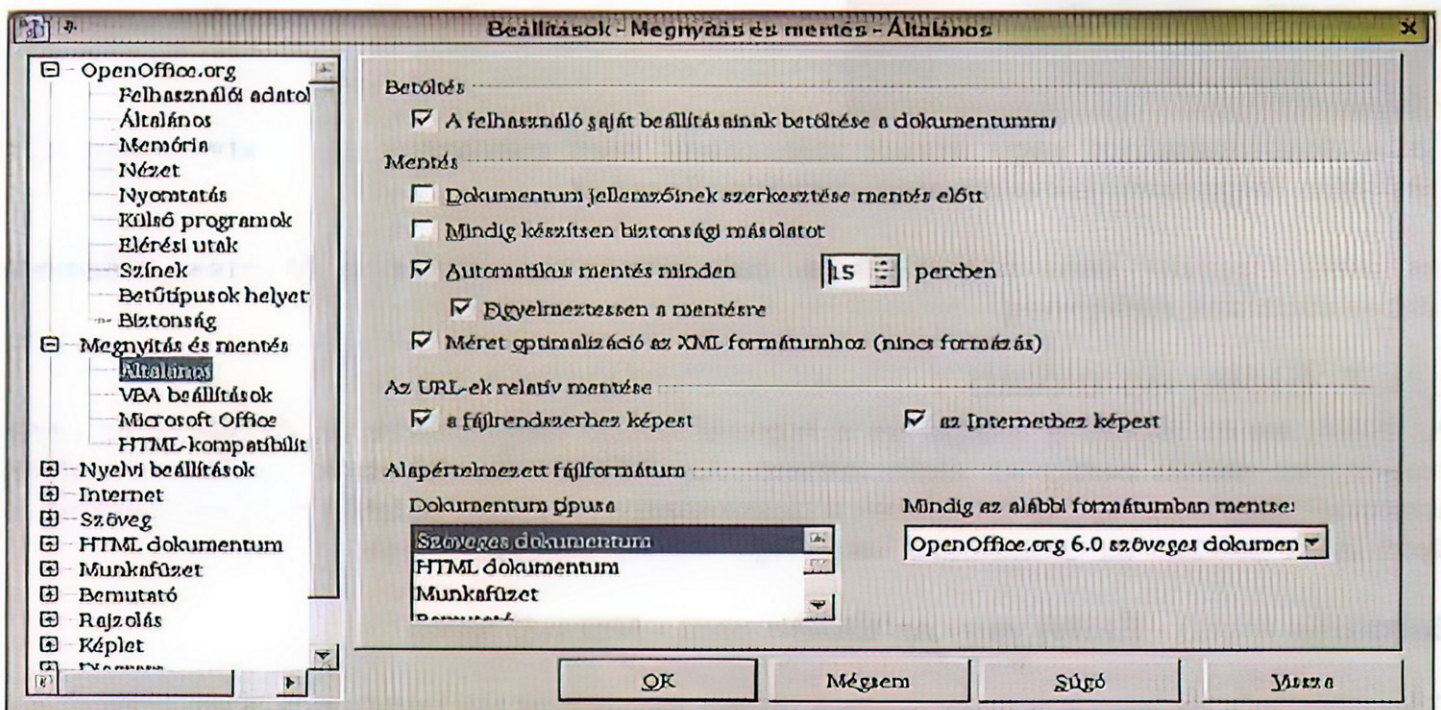 Beállítások - Megnyitás és mentés - Általános
OpenOffice.org
Felhasználói adatol
Általános
Memória
Nézet
Nyomtatás
Külső programok
Elérési utak
Színek
Betűtípusok helyet
Biztonság
Megnyitás és mentés
Általános
VBA beállítások
Microsoft Office
HTML-kompatibilis
Nyelvi beállítások
Internet
Szöveg
HTML dokumentum
Munkafüzet
Bemutató
Rajzolás
Képlet
Diagram
Betöltés
A felhasználó saját beállításainak betöltése a dokumentummal
Mentés
Dokumentum jellemzőinek szerkesztése mentés előtt
Mindig készítsen biztonsági másolatot
Automatikus mentés minden 15 percben
Figyelmeztessen a mentésre
Méret optimalizáció az XML formátumhoz (nincs formázás)
Az URL-ek relatív mentése
a fájlrendszerhez képest az Internethez képest
Alapértelmezett fájlformátum
Dokumentum típusa Mindig az alábbi formátumban mentse:
Szöveges dokumentum OpenOffice.org 6.0 szöveges dokumen
HTML dokumentum
Munkafüzet
Bemutató
OK Mégsem Súgó Vissza